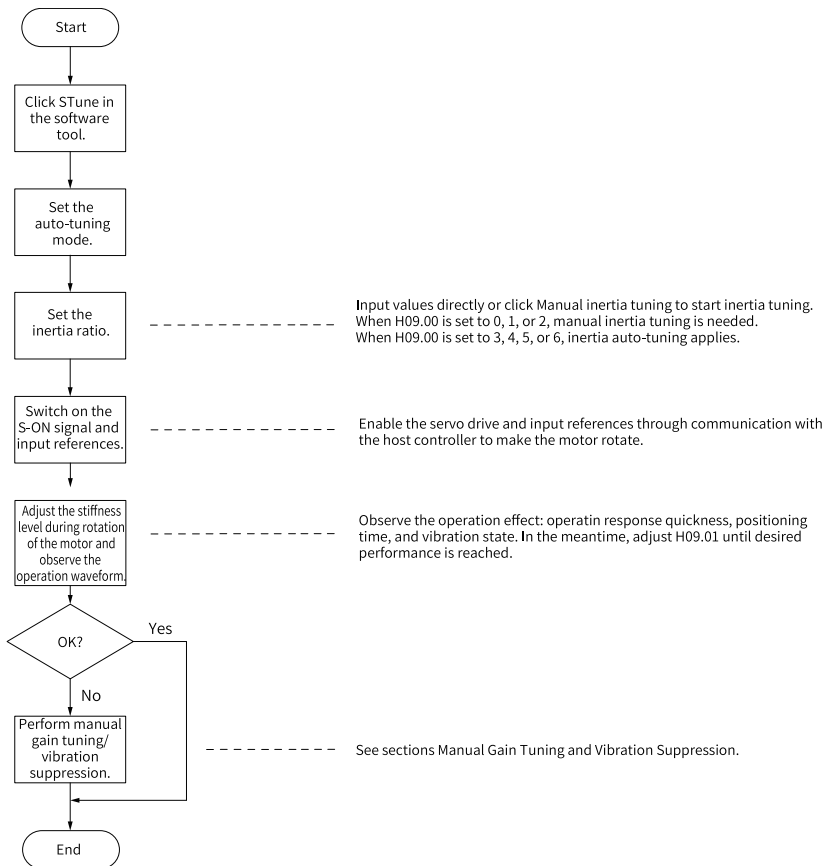 Start
Click STune in
the software
tool.
Set the
auto-tuning
mode.
Set the
inertia ratio.
Input values directly or click Manual inertia tuning to start inertia tuning.
When H09.00 is set to 0, 1, or 2, manual inertia tuning is needed.
When H09.00 is set to 3, 4, 5, or 6, inertia auto-tuning applies.
Switch on the
S-ON signal and
input references.
Enable the servo drive and input references through communication with
the host controller to make the motor rotate.
Adjust the stiffness
level during rotation
of the motor and
observe the
operation waveform.
Observe the operation effect: operatin response quickness, positioning
time, and vibration state. In the meantime, adjust H09.01 until desired
performance is reached.
OK?
Yes
No
Perform manual
gain tuning/
vibration
suppression.
See sections Manual Gain Tuning and Vibration Suppression.
End